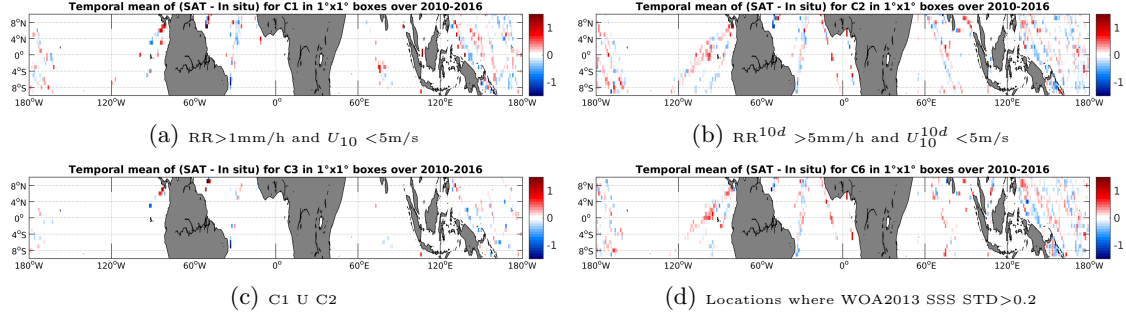 Temporal mean of (SAT - In situ) for C1 in 1°x1° boxes over 2010-2016
8°N
4°N
0°
4°S
8°S
180°W 120°W 60°W 0° 60°E 120°E 180°W
1
0
-1
(a) RR>1mm/h and U10 <5m/s
Temporal mean of (SAT - In situ) for C2 in 1°x1° boxes over 2010-2016
8°N
4°N
0°
4°S
8°S
180°W 120°W 60°W 0° 60°E 120°E 180°W
1
0
-1
(b) RR^10d >5mm/h and U10^10d <5m/s
Temporal mean of (SAT - In situ) for C3 in 1°x1° boxes over 2010-2016
8°N
4°N
0°
4°S
8°S
180°W 120°W 60°W 0° 60°E 120°E 180°W
1
0
-1
(c) C1 U C2
Temporal mean of (SAT - In situ) for C6 in 1°x1° boxes over 2010-2016
8°N
4°N
0°
4°S
8°S
180°W 120°W 60°W 0° 60°E 120°E 180°W
1
0
-1
(d) Locations where WOA2013 SSS STD>0.2